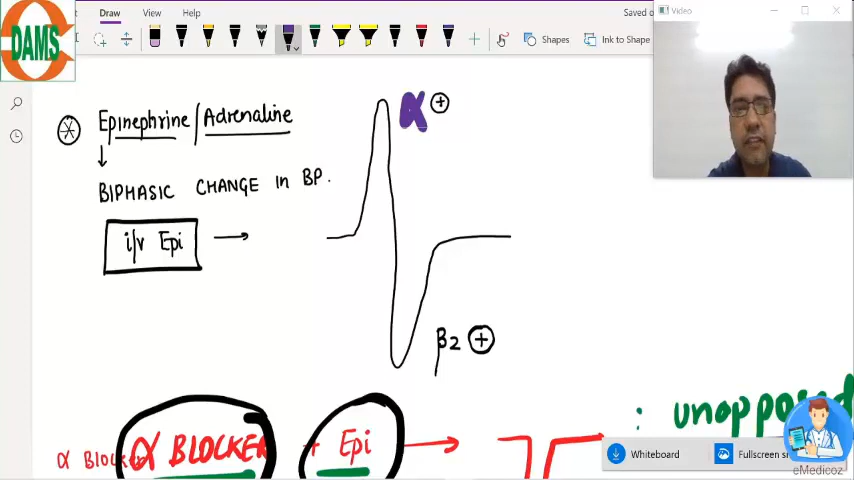 DAMS
Draw View Help Saved o
Shapes Ink to Shape
Video
Epinephrine/Adrenaline
α +
BIPHASIC CHANGE IN BP.
i/v Epi
β2 +
α Blocker α BLOCKER + Epi : unopposed
Whiteboard
Fullscreen s
eMedicoz